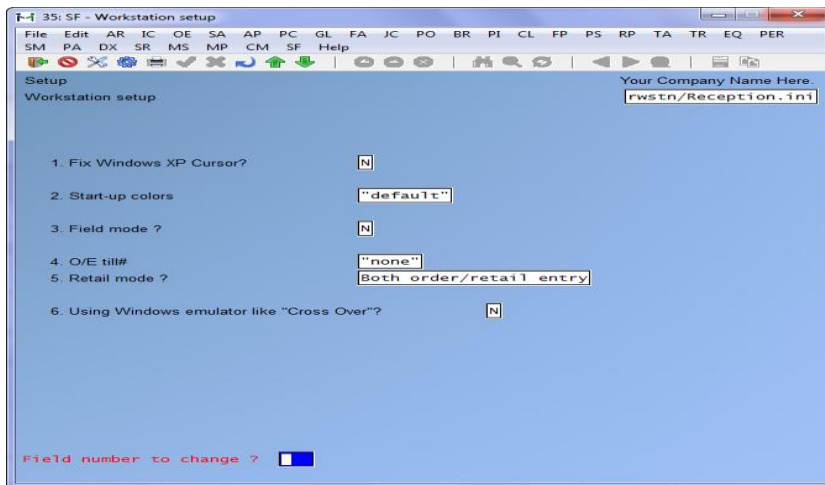 35: SF - Workstation setup
File Edit AR IC OE SA AP PC GL FA JC PO BR PI CL FP PS RP TA TR EQ PER
SM PA DX SR MS MP CM SF Help
Setup Your Company Name Here.
Workstation setup rwstn/Reception.ini
1. Fix Windows XP Cursor? N
2. Start-up colors "default"
3. Field mode ? N
4. O/E till# "none"
5. Retail mode ? Both order/retail entry
6. Using Windows emulator like "Cross Over"? N
Field number to change ?